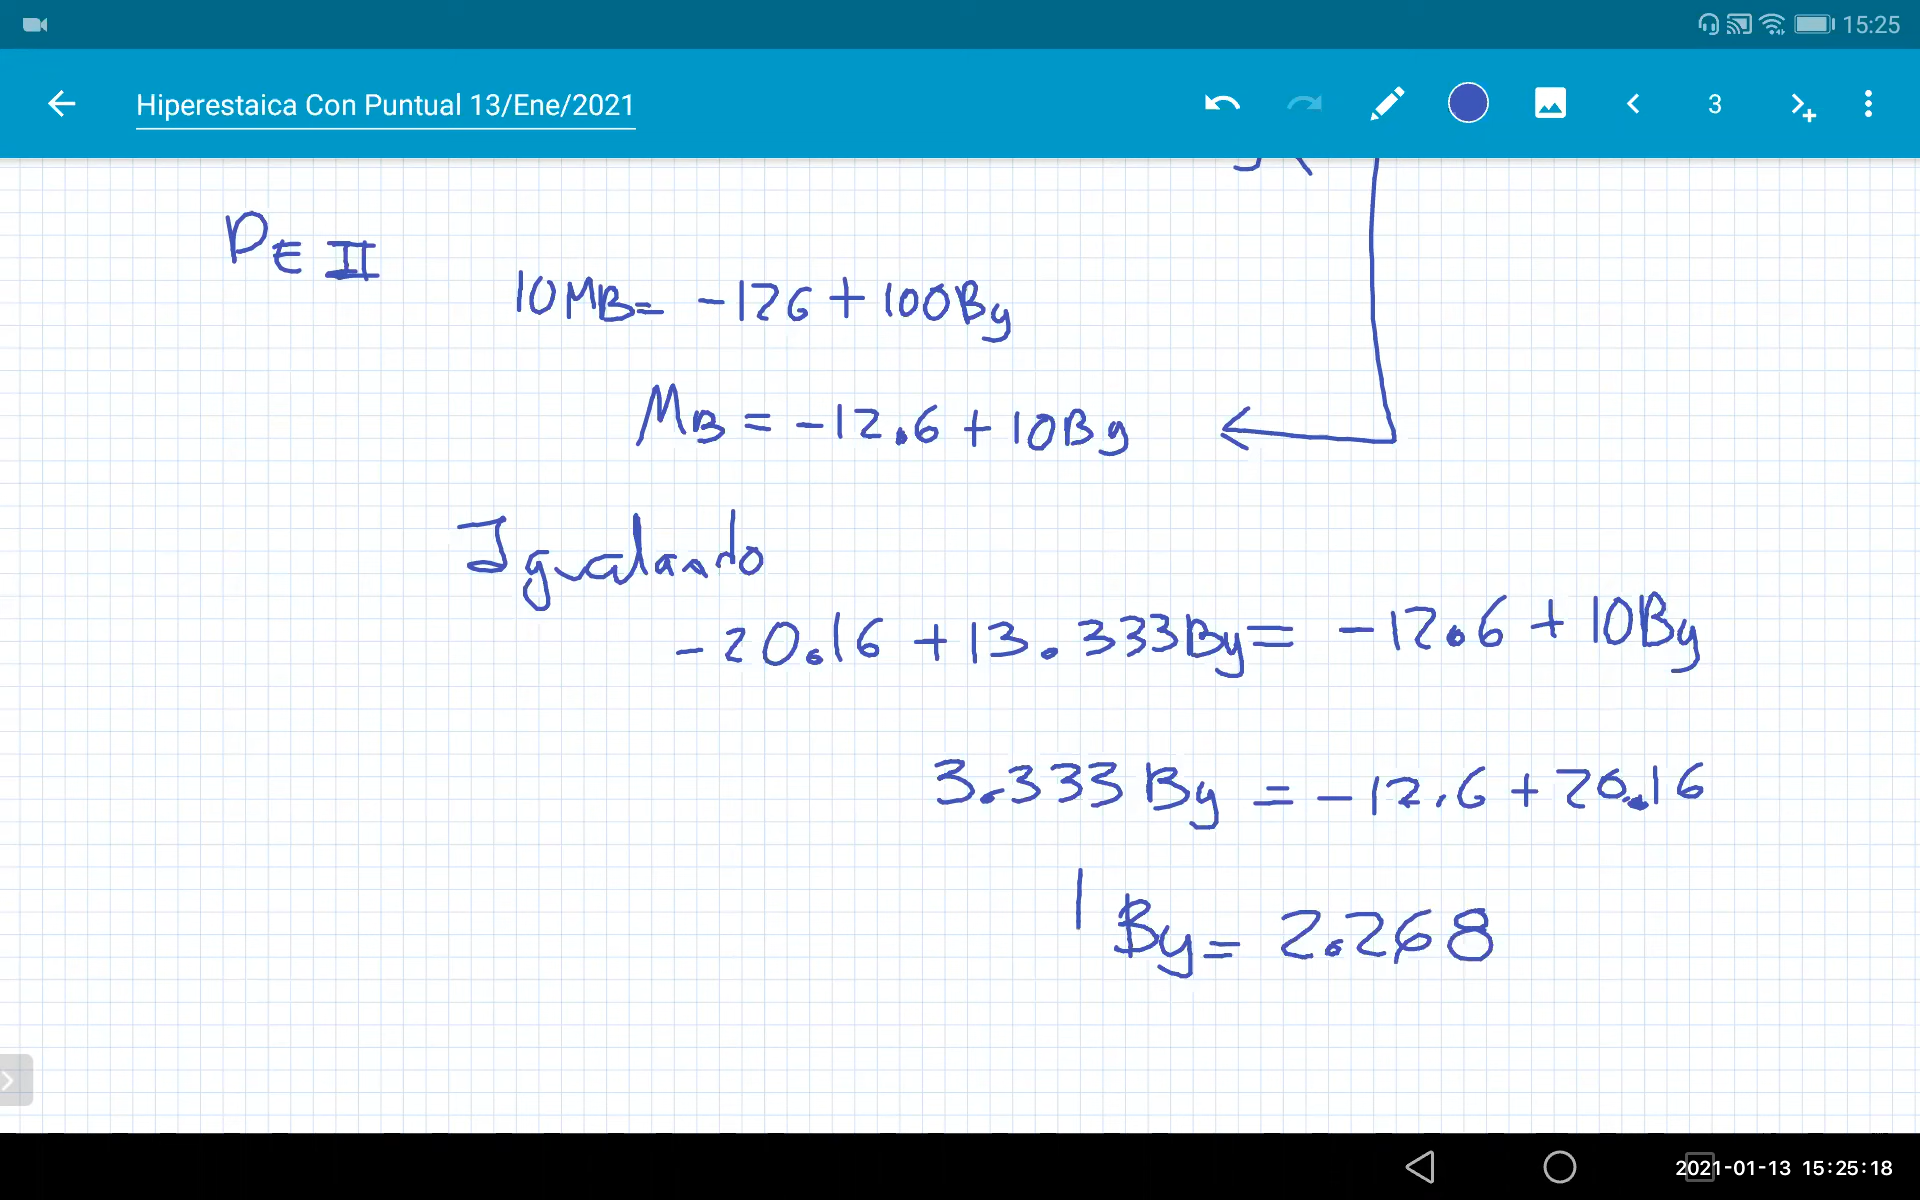 15:25
Hiperestaica Con Puntual 13/Ene/2021
3
DE II
10MB= -126 + 100By
MB = -12.6 + 10By
Igualando
-20.16 + 13.333By = -12.6 + 10By
3.333 By = -12.6 + 20.16
By = 2.268
2021-01-13 15:25:18